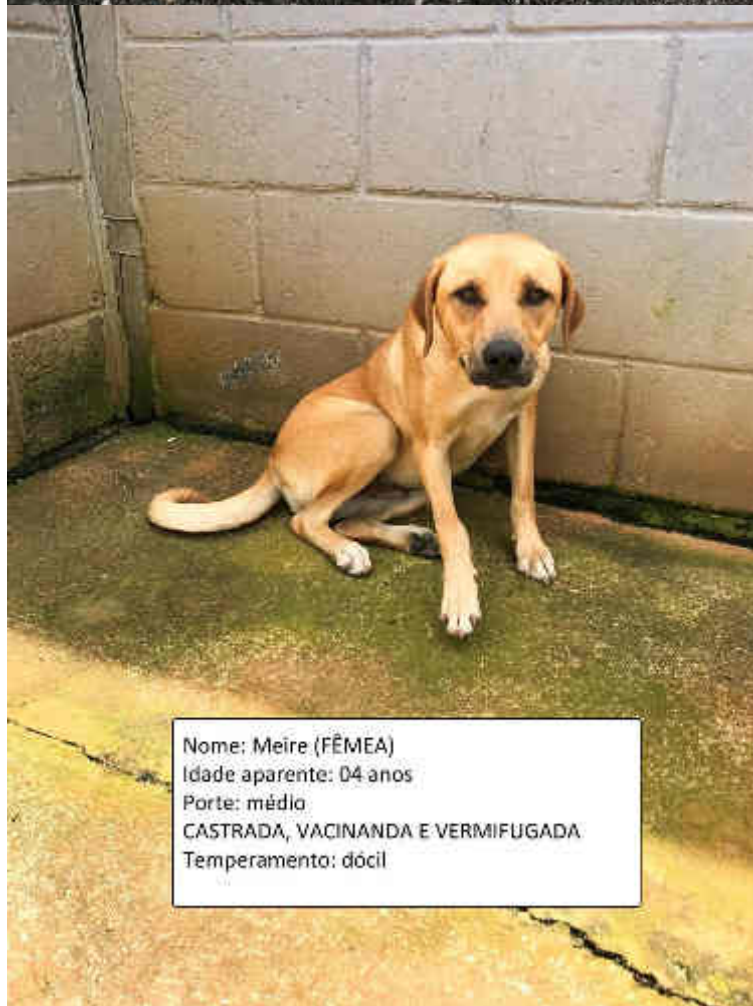 Nome: Meire (FÊMEA)
Idade aparente: 04 anos
Porte: médio
CASTRADA, VACINANDA E VERMIFUGADA
Temperamento: dócil